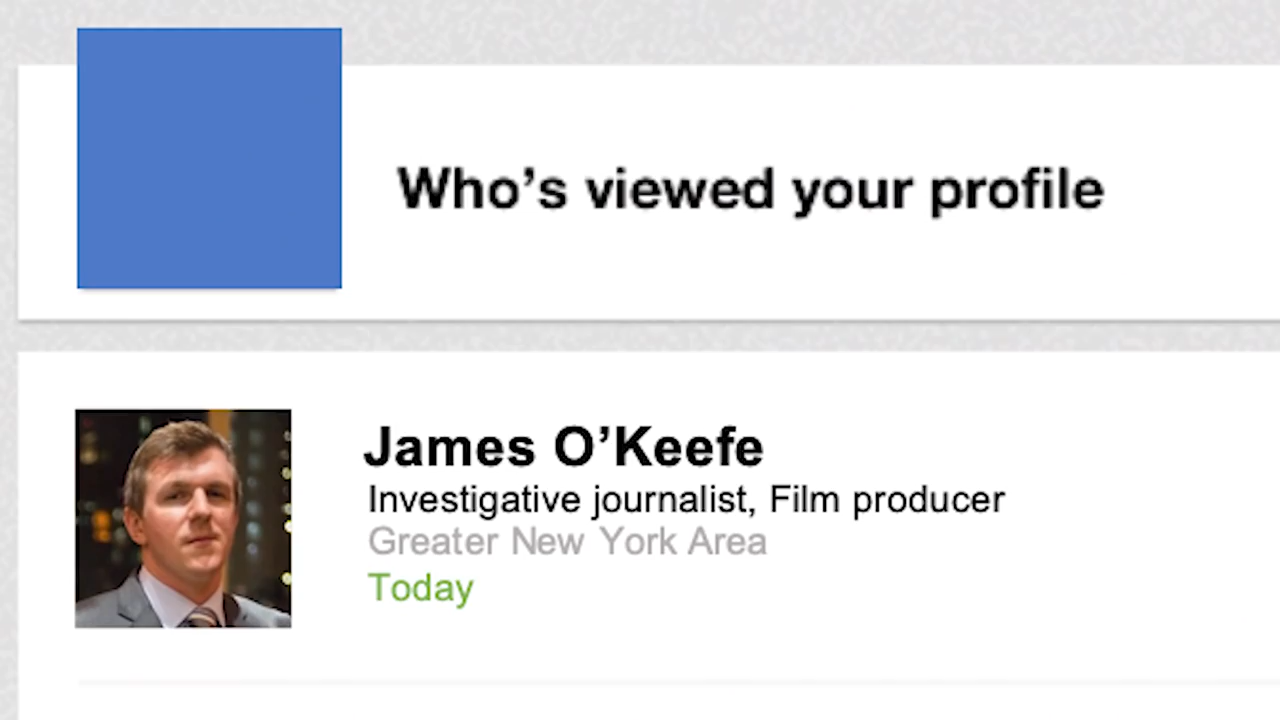 Who’s viewed your profile
James O’Keefe
Investigative journalist, Film producer
Greater New York Area
Today